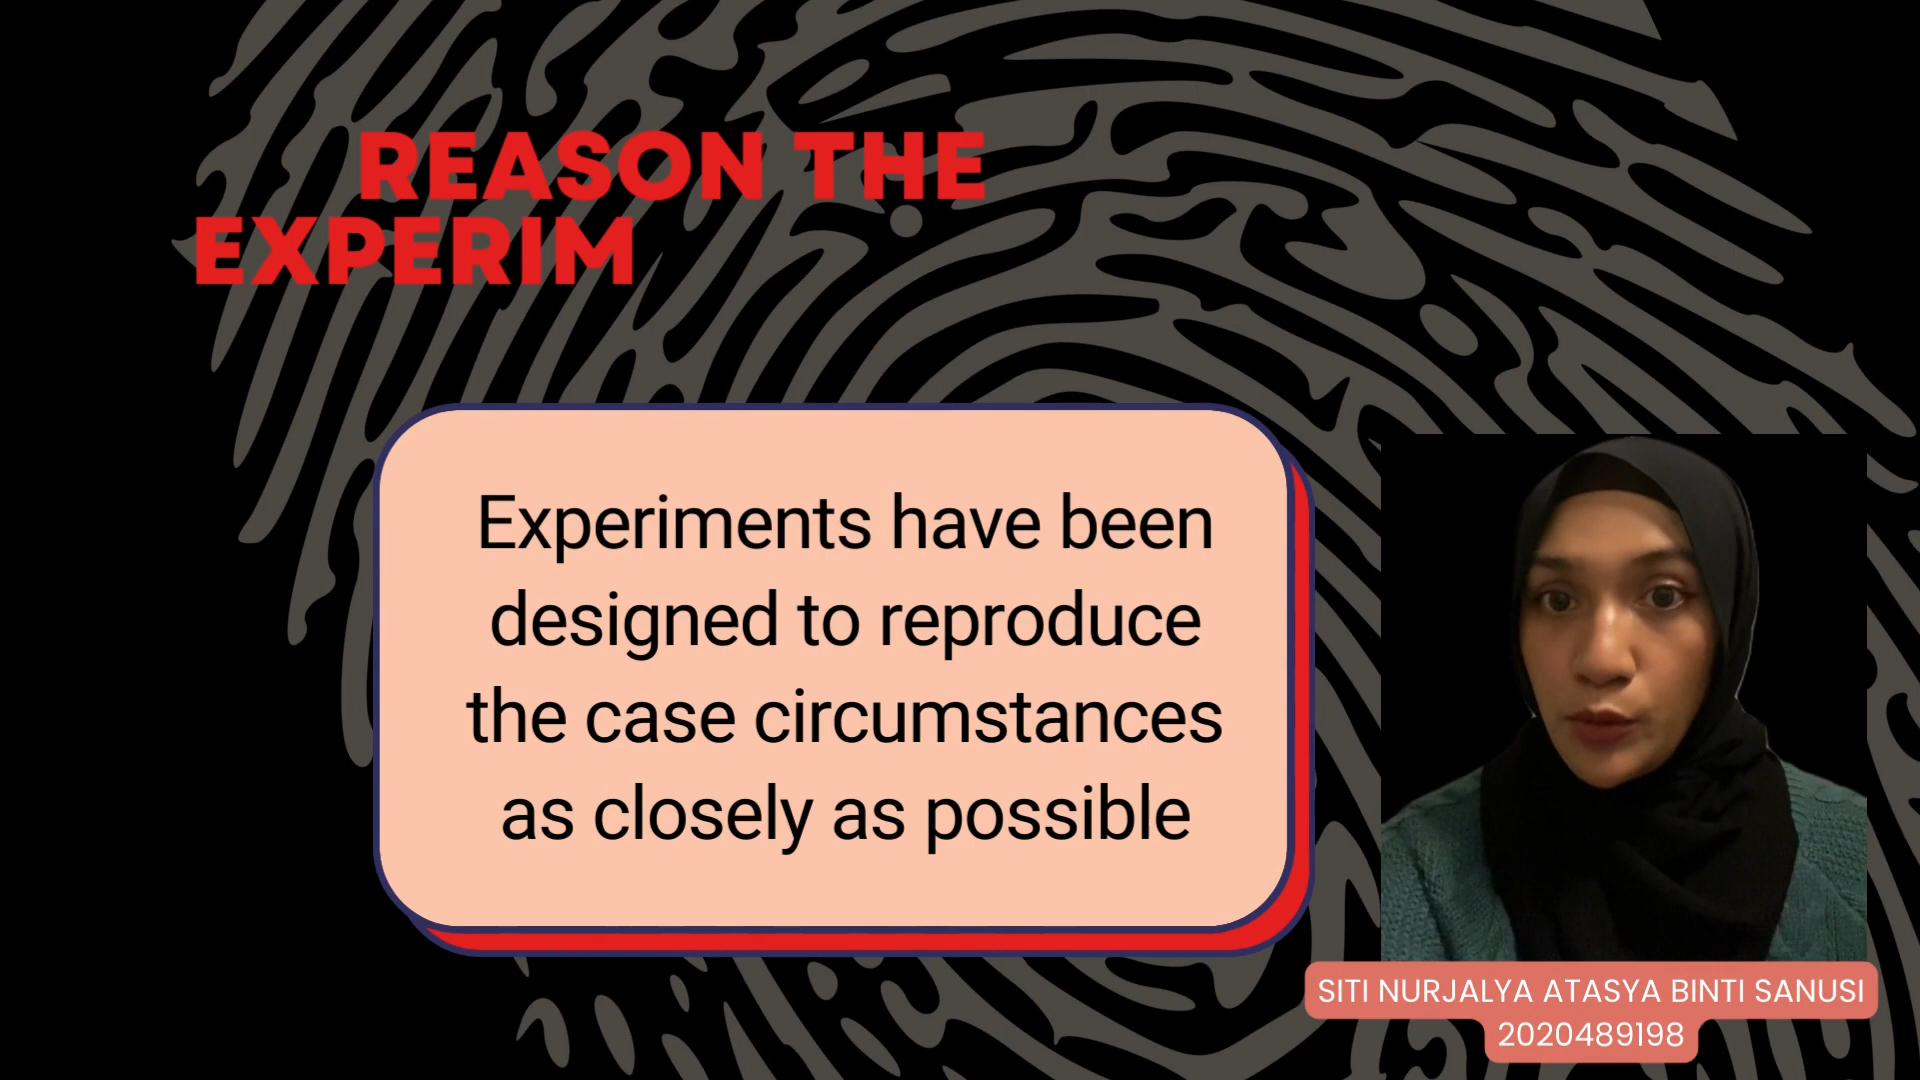 REASON THE
EXPERIM
Experiments have been
designed to reproduce
the case circumstances
as closely as possible
SITI NURJALYA ATASYA BINTI SANUSI
2020489198